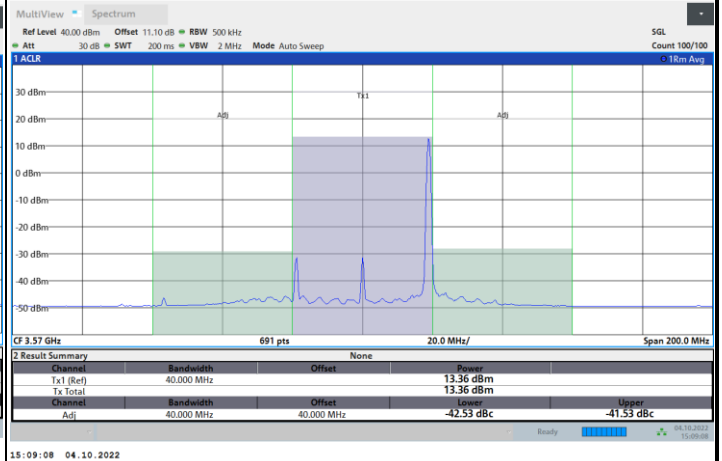 MultiView Spectrum
Ref Level 40.00 dBm Offset 11.10 dB RBW 500 kHz SGL
Att 30 dB SWT 200 ms VBW 2 MHz Mode Auto Sweep Count 100/100
1 ACLR 1Rm Avg
30 dBm
Tx1
20 dBm
Adj
Adj
10 dBm
0 dBm
-10 dBm
-20 dBm
-30 dBm
-40 dBm
-50 dBm
CF 3.57 GHz 691 pts 20.0 MHz/ Span 200.0 MHz
2 Result Summary None
Channel Bandwidth Offset Power
Tx1 (Ref) 40.000 MHz 13.36 dBm
Tx Total 13.36 dBm
Channel Bandwidth Offset Lower Upper
Adj 40.000 MHz 40.000 MHz -42.53 dBc -41.53 dBc
Ready 04.10.2022
15:09:08
15:09:08 04.10.2022